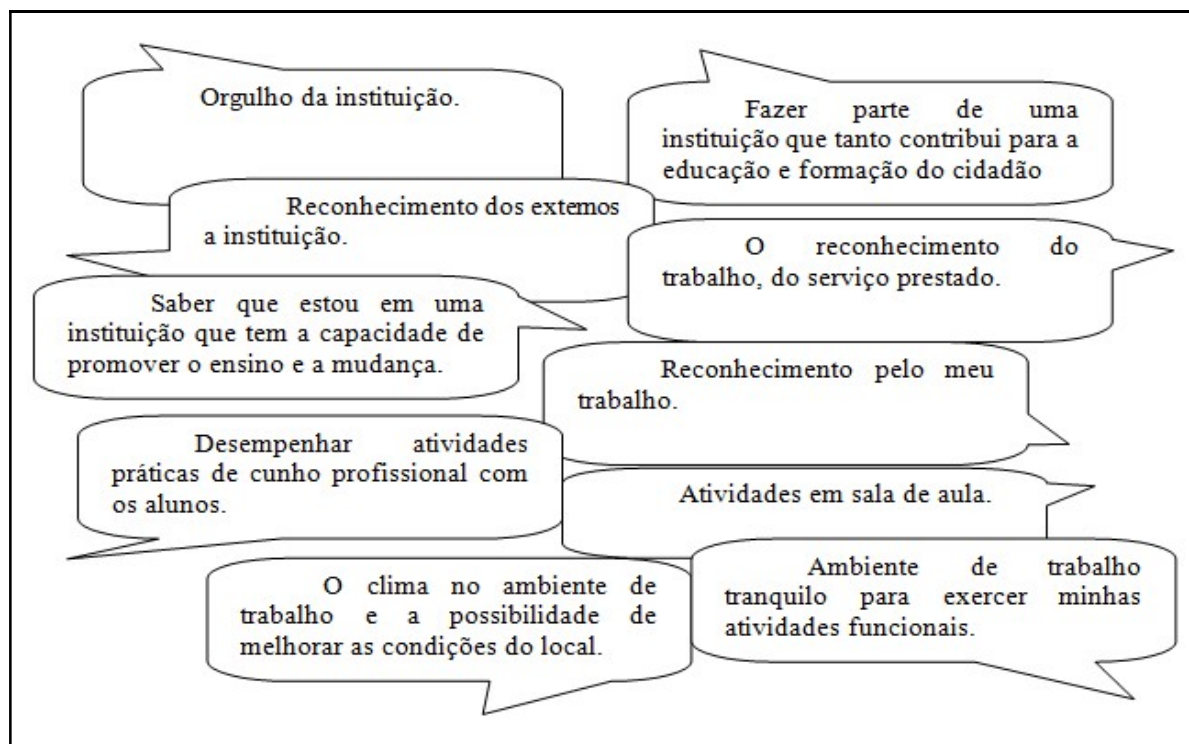 Orgulho da instituição.
Fazer parte de uma
instituição que tanto contribui para a
educação e formação do cidadão
Reconhecimento dos externos
a instituição.
O reconhecimento do
trabalho, do serviço prestado.
Saber que estou em uma
instituição que tem a capacidade de
promover o ensino e a mudança.
Reconhecimento pelo meu
trabalho.
Desempenhar atividades
práticas de cunho profissional com
os alunos.
Atividades em sala de aula.
O clima no ambiente de
trabalho e a possibilidade de
melhorar as condições do local.
Ambiente de trabalho
tranquilo para exercer minhas
atividades funcionais.